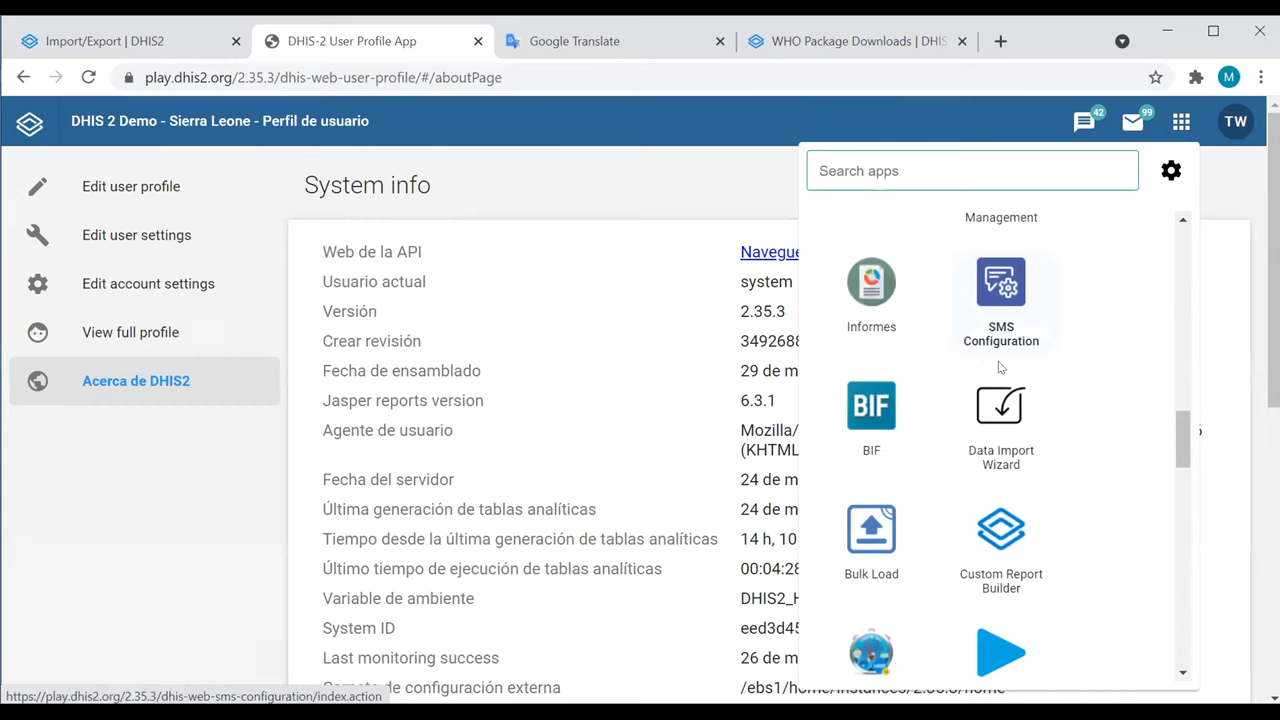 Import/Export | DHIS2
DHIS-2 User Profile App
Google Translate
WHO Package Downloads | DHIS
play.dhis2.org/2.35.3/dhis-web-user-profile/#/aboutPage
M
DHIS 2 Demo - Sierra Leone - Perfil de usuario
42
99
TW
Edit user profile
Edit user settings
Edit account settings
View full profile
Acerca de DHIS2
System info
Web de la API Navegue
Usuario actual system
Versión 2.35.3
Crear revisión 3492688
Fecha de ensamblado 29 de m
Jasper reports version 6.3.1
Agente de usuario Mozilla/
(KHTML
Fecha del servidor 24 de m
Última generación de tablas analíticas 24 de m
Tiempo desde la última generación de tablas analíticas 14 h, 10
Último tiempo de ejecución de tablas analíticas 00:04:28
Variable de ambiente DHIS2_H
System ID eed3d45
Last monitoring success 26 de m
de configuración externa /ebs1/home/instances/2.35.3/home
Search apps
Management
Informes
SMS
Configuration
BIF
BIF
Data Import
Wizard
Bulk Load
Custom Report
Builder
https://play.dhis2.org/2.35.3/dhis-web-sms-configuration/index.action